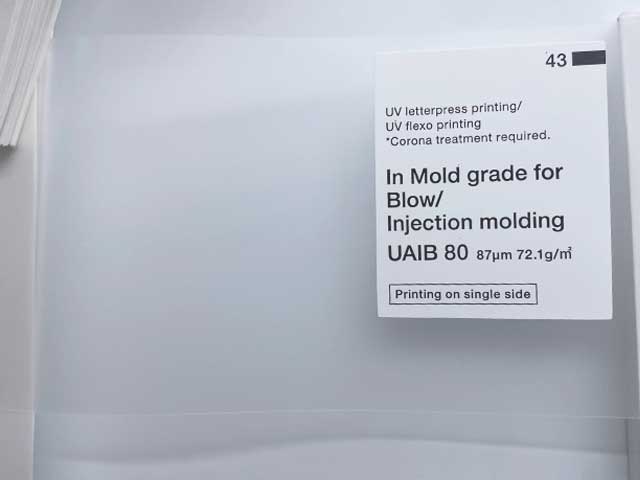 43
UV letterpress printing/
UV flexo printing
*Corona treatment required.
In Mold grade for
Blow/
Injection molding
UAIB 80 87μm 72.1g/㎡
Printing on single side